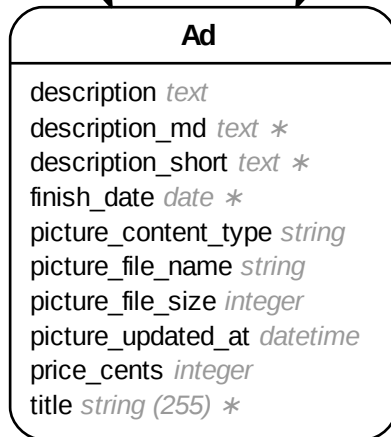 Ad
description text
description_md text ∗
description_short text ∗
finish_date date ∗
picture_content_type string
picture_file_name string
picture_file_size integer
picture_updated_at datetime
price_cents integer
title string (255) ∗